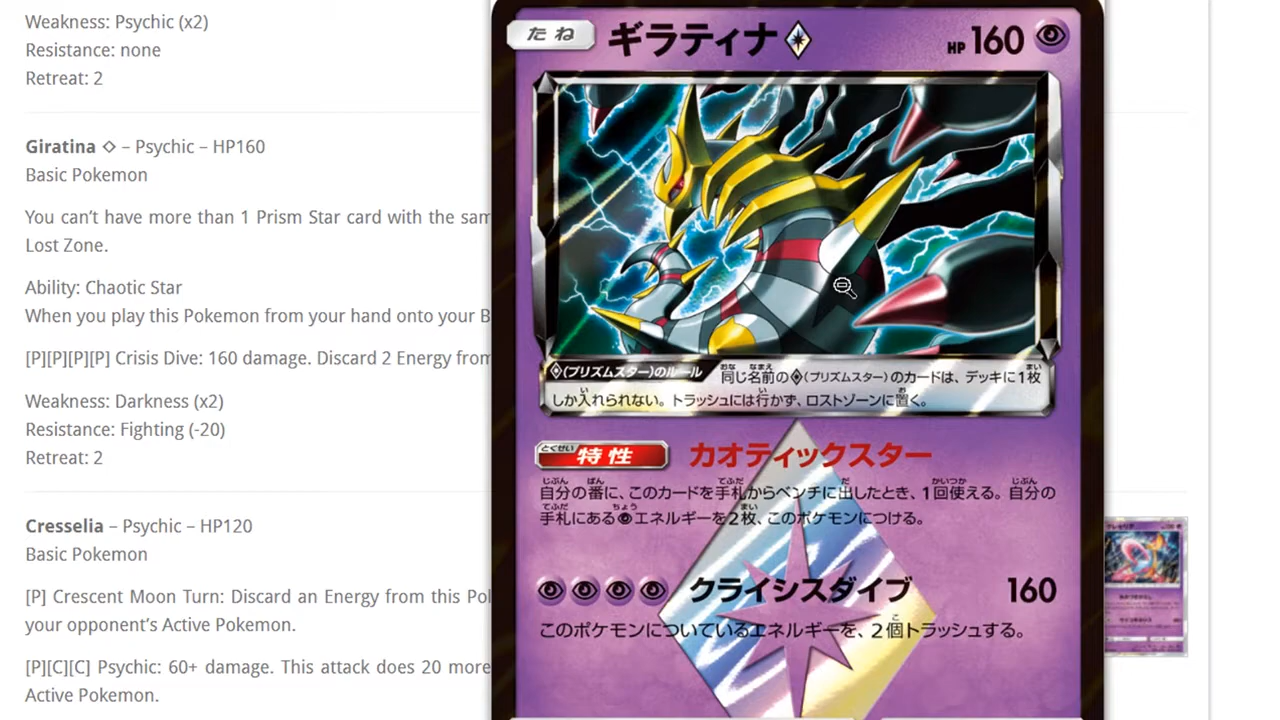 Weakness: Psychic (x2)
Resistance: none
Retreat: 2
Giratina ◇ – Psychic – HP160
Basic Pokemon
You can't have more than 1 Prism Star card with the sam
Lost Zone.
Ability: Chaotic Star
When you play this Pokemon from your hand onto your B
[P][P][P][P] Crisis Dive: 160 damage. Discard 2 Energy from
Weakness: Darkness (x2)
Resistance: Fighting (-20)
Retreat: 2
Cresselia – Psychic – HP120
Basic Pokemon
[P] Crescent Moon Turn: Discard an Energy from this Pol
your opponent's Active Pokemon.
[P][C][C] Psychic: 60+ damage. This attack does 20 more
Active Pokemon.
たね ギラティナ◇ HP 160
◇(プリズムスター)のルール 同じ名前の◇(プリズムスター)のカードは、デッキに1枚
しか入れられない。トラッシュには行かず、ロストゾーンに置く。
特性 カオティックスター
自分の番に、このカードを手札からベンチに出したとき、1回使える。自分の
手札にあるエネルギーを2枚、このポケモンにつける。
クライシスダイブ 160
このポケモンについているエネルギーを、2個トラッシュする。